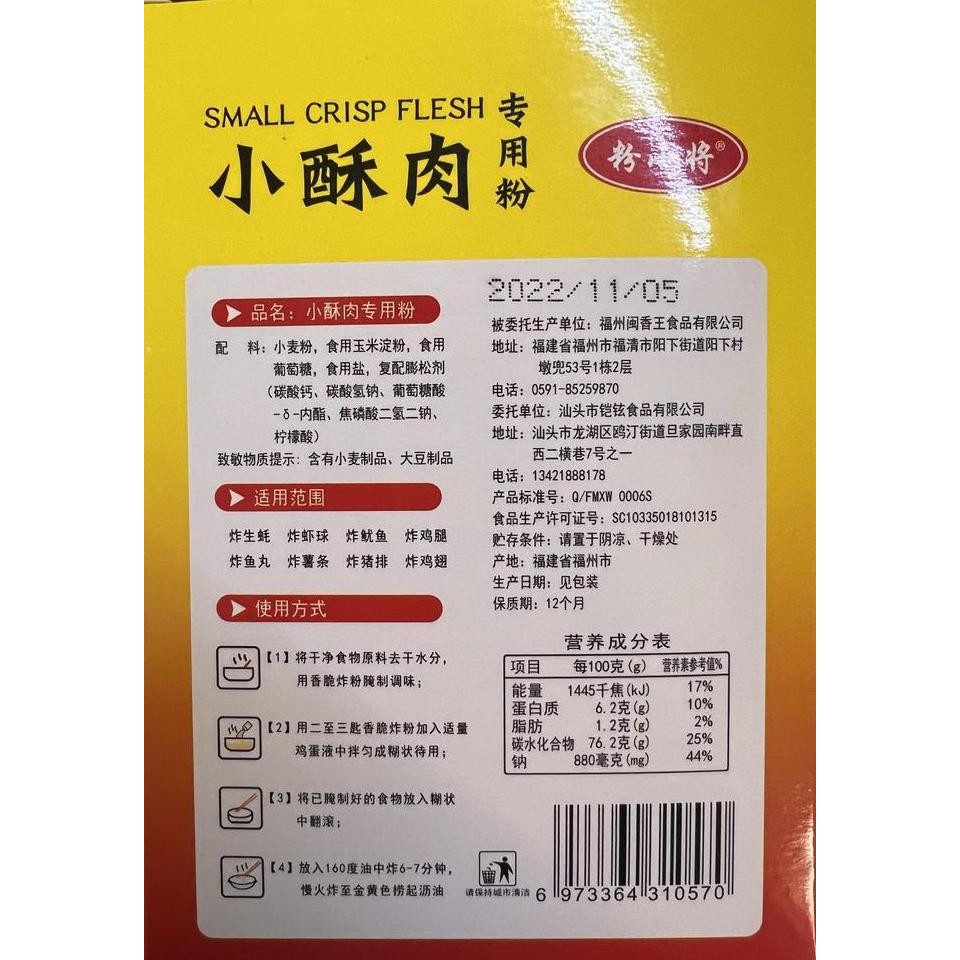 SMALL CRISP FLESH
小酥肉
专用粉
粉 将®
品名：小酥肉专用粉
配 料：小麦粉，食用玉米淀粉，食用
葡萄糖，食用盐，复配膨松剂
（碳酸钙、碳酸氢钠、葡萄糖酸
-δ-内酯、焦磷酸二氢二钠、
柠檬酸）
致敏物质提示：含有小麦制品、大豆制品
适用范围
炸生蚝 炸虾球 炸鱿鱼 炸鸡腿
炸鱼丸 炸薯条 炸猪排 炸鸡翅
使用方式
【1】将干净食物原料去干水分，
用香脆炸粉腌制调味；
【2】用二至三匙香脆炸粉加入适量
鸡蛋液中拌匀成糊状待用；
【3】将已腌制好的食物放入糊状
中翻滚；
【4】放入160度油中炸6-7分钟，
慢火炸至金黄色捞起沥油
2022/11/05
被委托生产单位：福州闽香王食品有限公司
地址：福建省福州市福清市阳下街道阳下村
墩兜53号1栋2层
电话：0591-85259870
委托单位：汕头市铠铉食品有限公司
地址：汕头市龙湖区鸥汀街道旦家园南畔直
西二横巷7号之一
电话：13421888178
产品标准号：Q/FMXW 0006S
食品生产许可证号：SC10335018101315
贮存条件：请置于阴凉、干燥处
产地：福建省福州市
生产日期：见包装
保质期：12个月
营养成分表
项目 每100克(g) 营养素参考值%
能量 1445千焦(kJ) 17%
蛋白质 6.2克(g) 10%
脂肪 1.2克(g) 2%
碳水化合物 76.2克(g) 25%
钠 880毫克(mg) 44%
请保持城市清洁
6 973364 310570